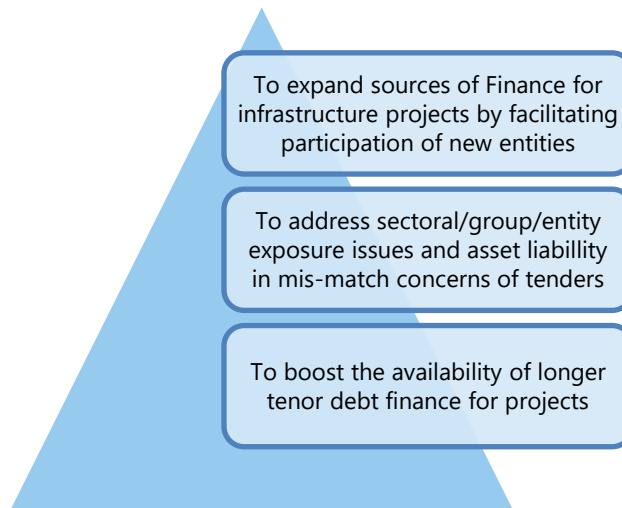 To expand sources of Finance for
infrastructure projects by facilitating
participation of new entities
To address sectoral/group/entity
exposure issues and asset liabillity
in mis-match concerns of tenders
To boost the availability of longer
tenor debt finance for projects